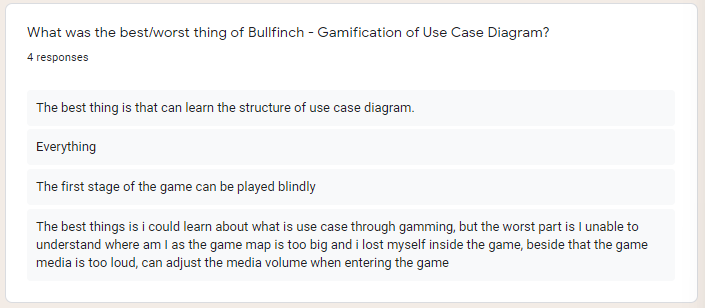 What was the best/worst thing of Bullfinch - Gamification of Use Case Diagram?
4 responses
The best thing is that can learn the structure of use case diagram.
Everything
The first stage of the game can be played blindly
The best things is i could learn about what is use case through gamming, but the worst part is I unable to
understand where am I as the game map is too big and i lost myself inside the game, beside that the game
media is too loud, can adjust the media volume when entering the game